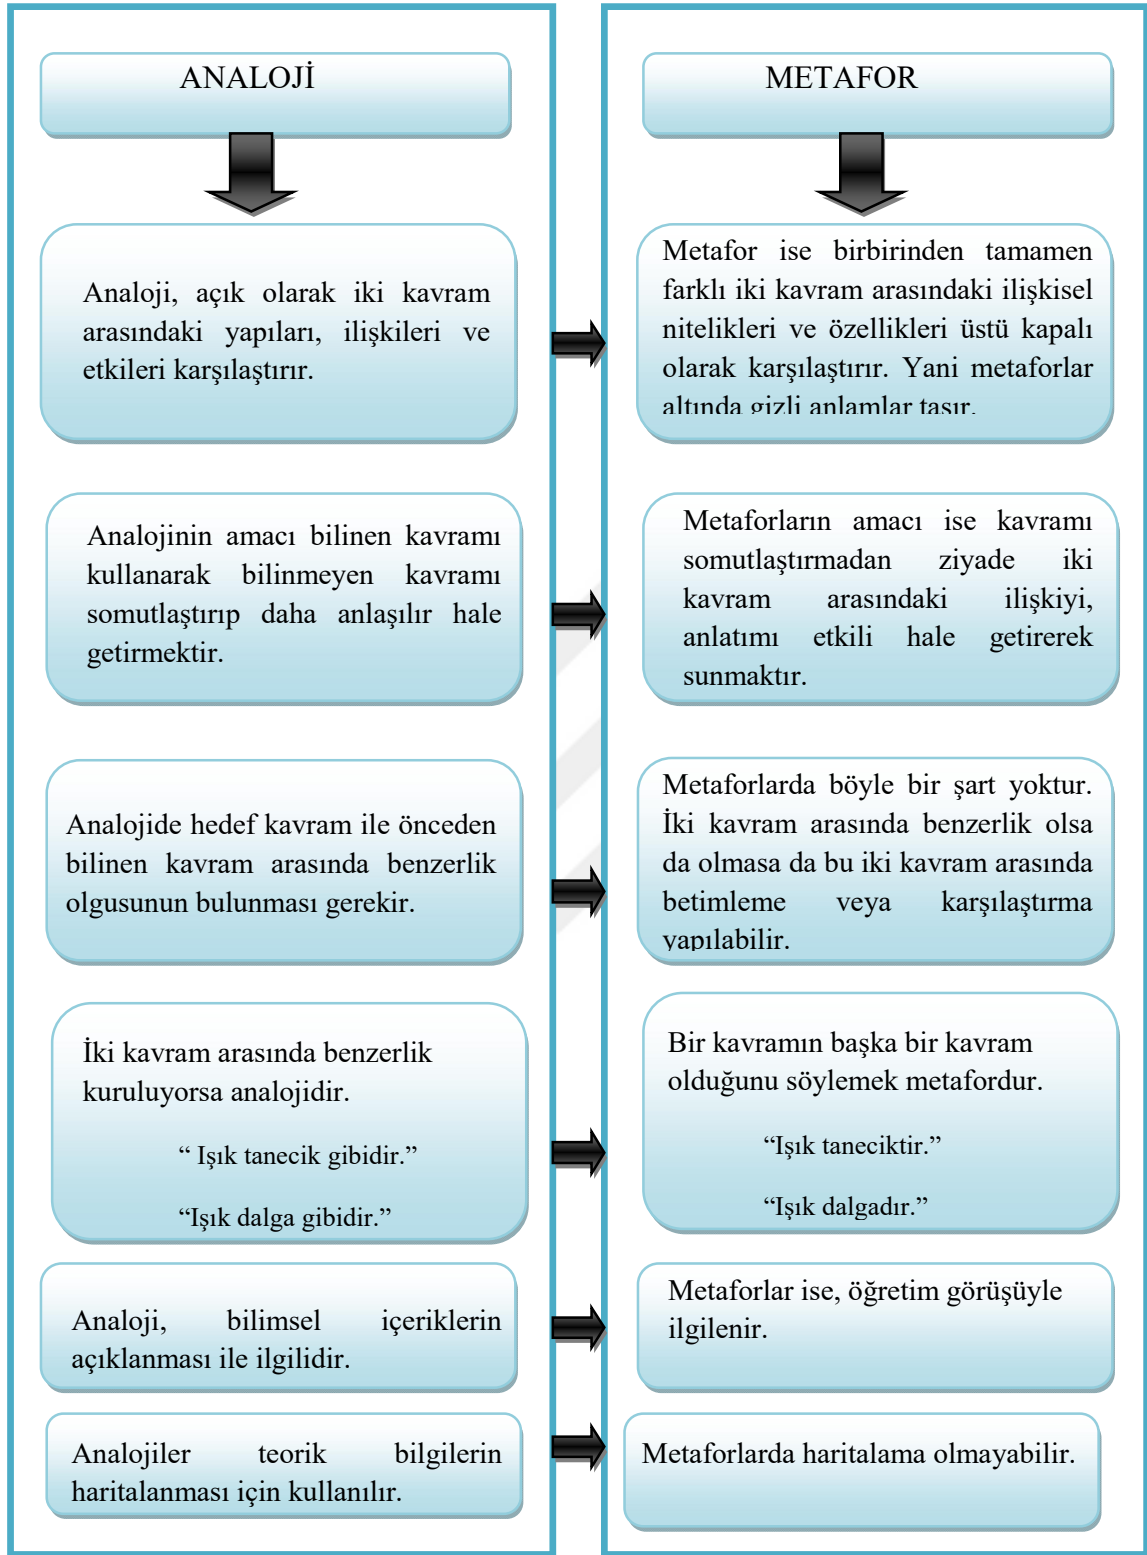 ANALOJİ
Analoji, açık olarak iki kavram
arasındaki yapıları, ilişkileri ve
etkileri karşılaştırır.
Analojinin amacı bilinen kavramı
kullanarak bilinmeyen kavramı
somutlaştırıp daha anlaşılır hale
getirmektir.
Analojide hedef kavram ile önceden
bilinen kavram arasında benzerlik
olgusunun bulunması gerekir.
İki kavram arasında benzerlik
kuruluyorsa analojidir.
“ Işık tanecik gibidir.”
“Işık dalga gibidir.”
Analoji, bilimsel içeriklerin
açıklanması ile ilgilidir.
Analojiler teorik bilgilerin
haritalanması için kullanılır.
METAFOR
Metafor ise birbirinden tamamen
farklı iki kavram arasındaki ilişkisel
nitelikleri ve özellikleri üstü kapalı
olarak karşılaştırır. Yani metaforlar
altında gizli anlamlar taşır.
Metaforların amacı ise kavramı
somutlaştırmadan ziyade iki
kavram arasındaki ilişkiyi,
anlatımı etkili hale getirerek
sunmaktır.
Metaforlarda böyle bir şart yoktur.
İki kavram arasında benzerlik olsa
da olmasa da bu iki kavram arasında
betimleme veya karşılaştırma
yapılabilir.
Bir kavramın başka bir kavram
olduğunu söylemek metafordur.
“Işık taneciktir.”
“Işık dalgadır.”
Metaforlar ise, öğretim görüşüyle
ilgilenir.
Metaforlarda haritalama olmayabilir.